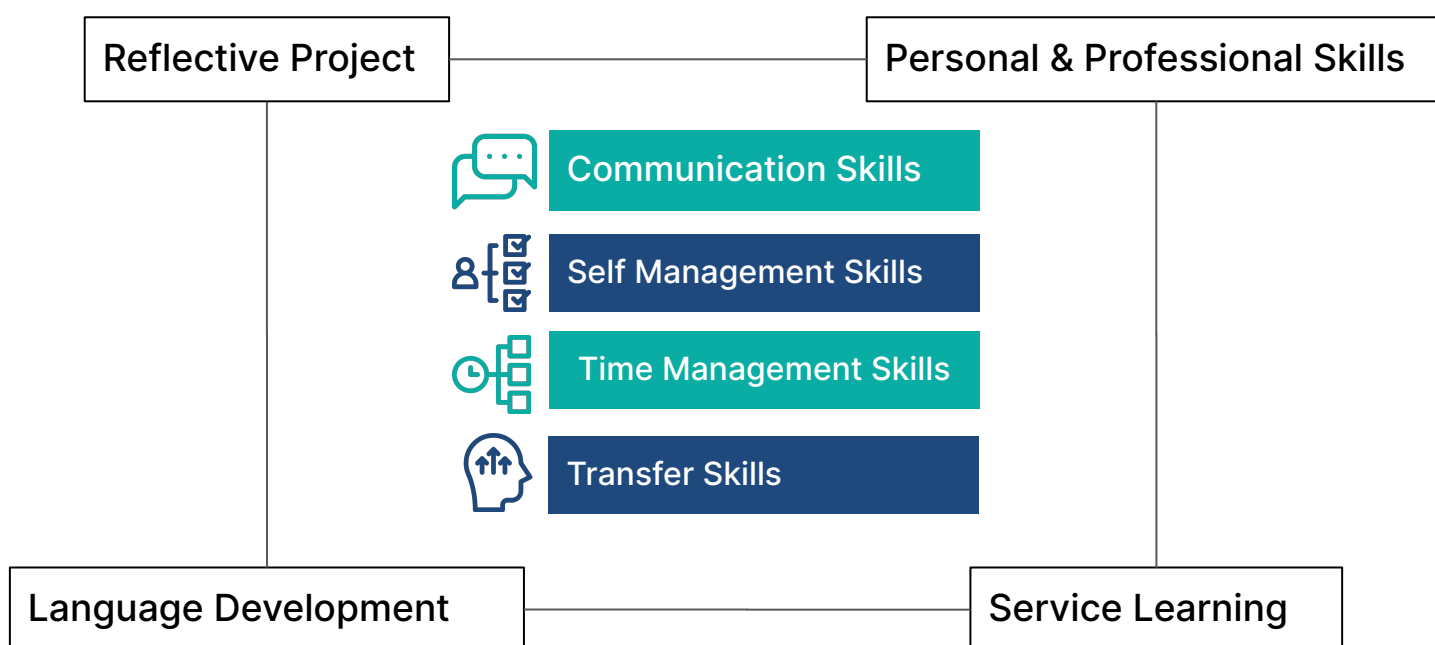 Reflective Project
Personal & Professional Skills
Communication Skills
Self Management Skills
Time Management Skills
Transfer Skills
Language Development
Service Learning